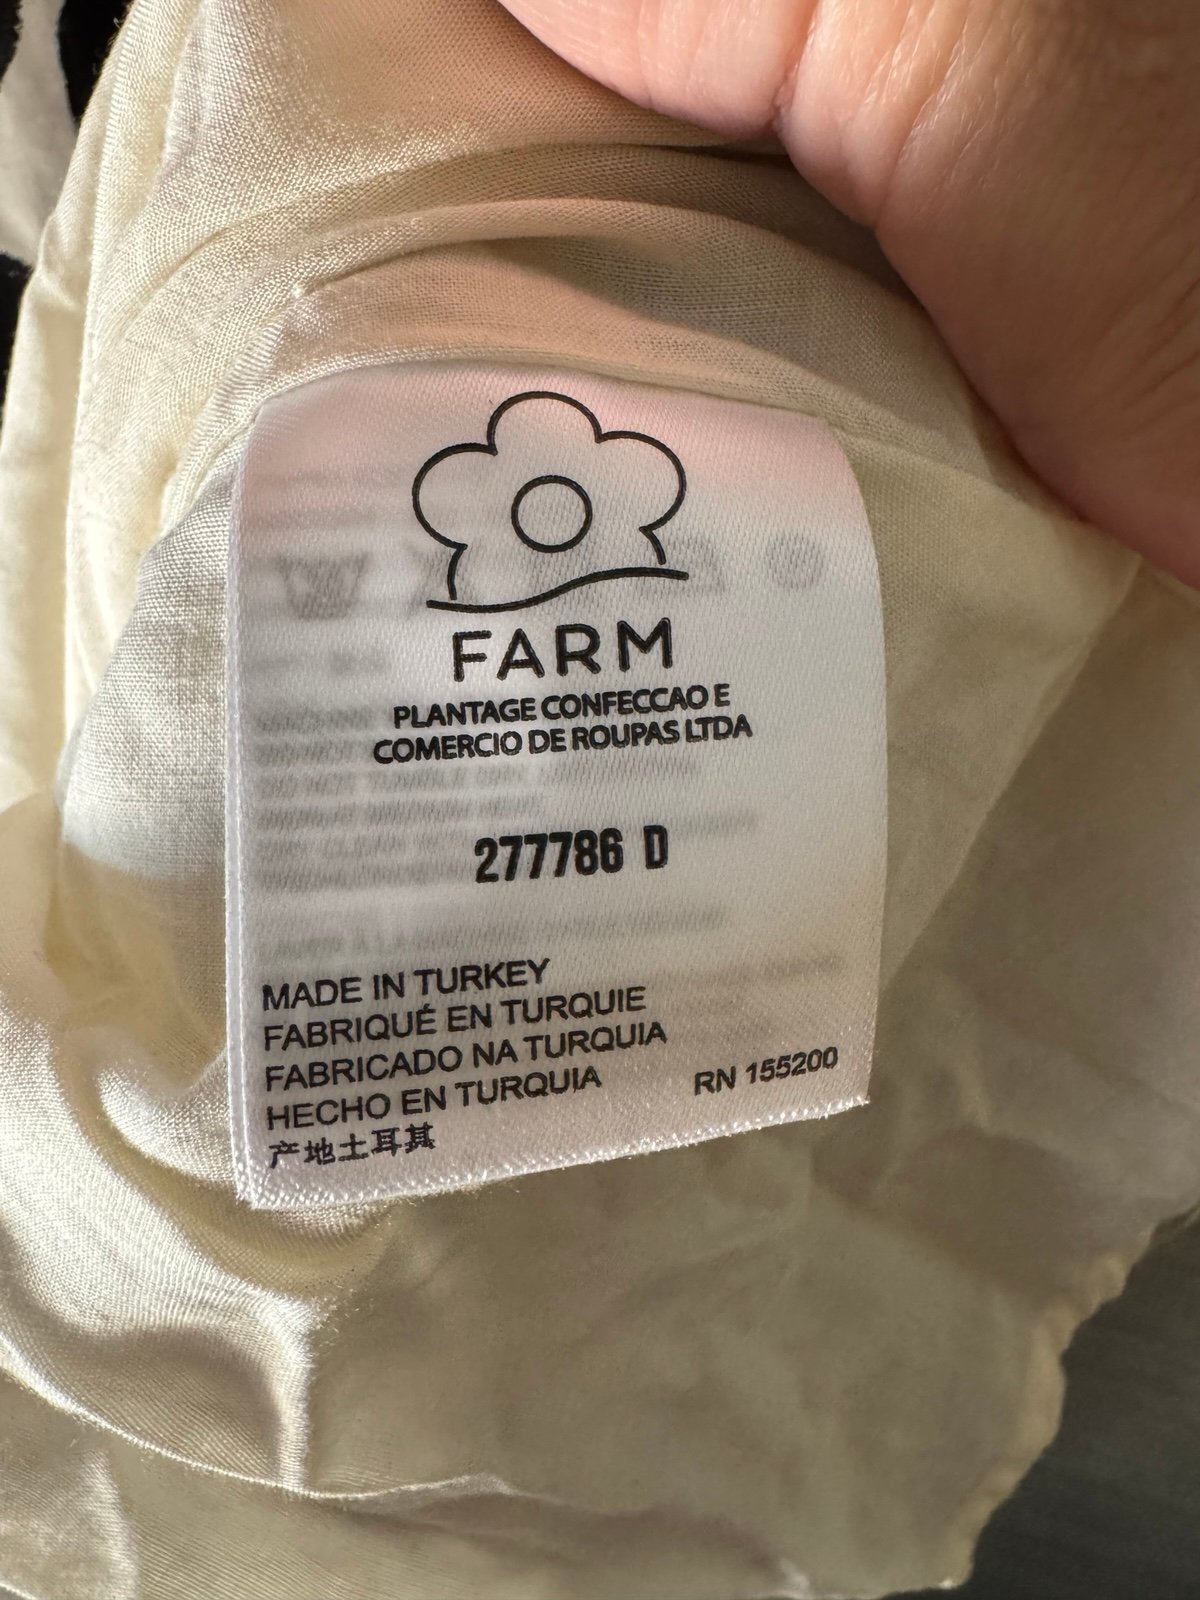 FARM
PLANTAGE CONFECCAO E
COMERCIO DE ROUPAS LTDA
277786 D
MADE IN TURKEY
FABRIQUÉ EN TURQUIE
FABRICADO NA TURQUIA
HECHO EN TURQUIA
RN 155200
产地土耳其